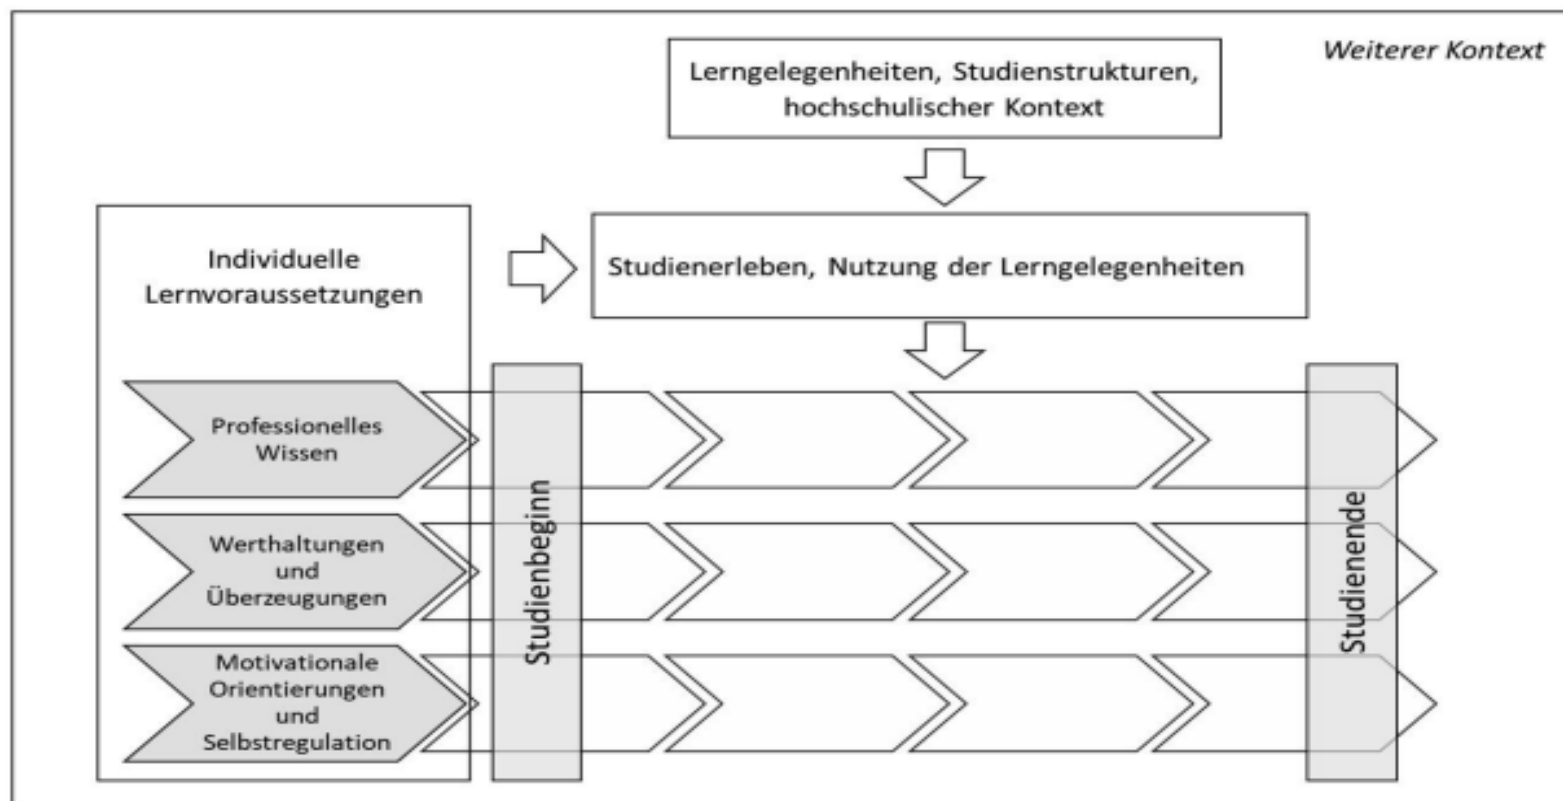 Weiterer Kontext
Lerngelegenheiten, Studienstrukturen,
hochschulischer Kontext
Individuelle
Lernvoraussetzungen
Studienerleben, Nutzung der Lerngelegenheiten
Professionelles
Wissen
Werthaltungen
und
Überzeugungen
Motivationale
Orientierungen
und
Selbstregulation
Studienbeginn
Studienende